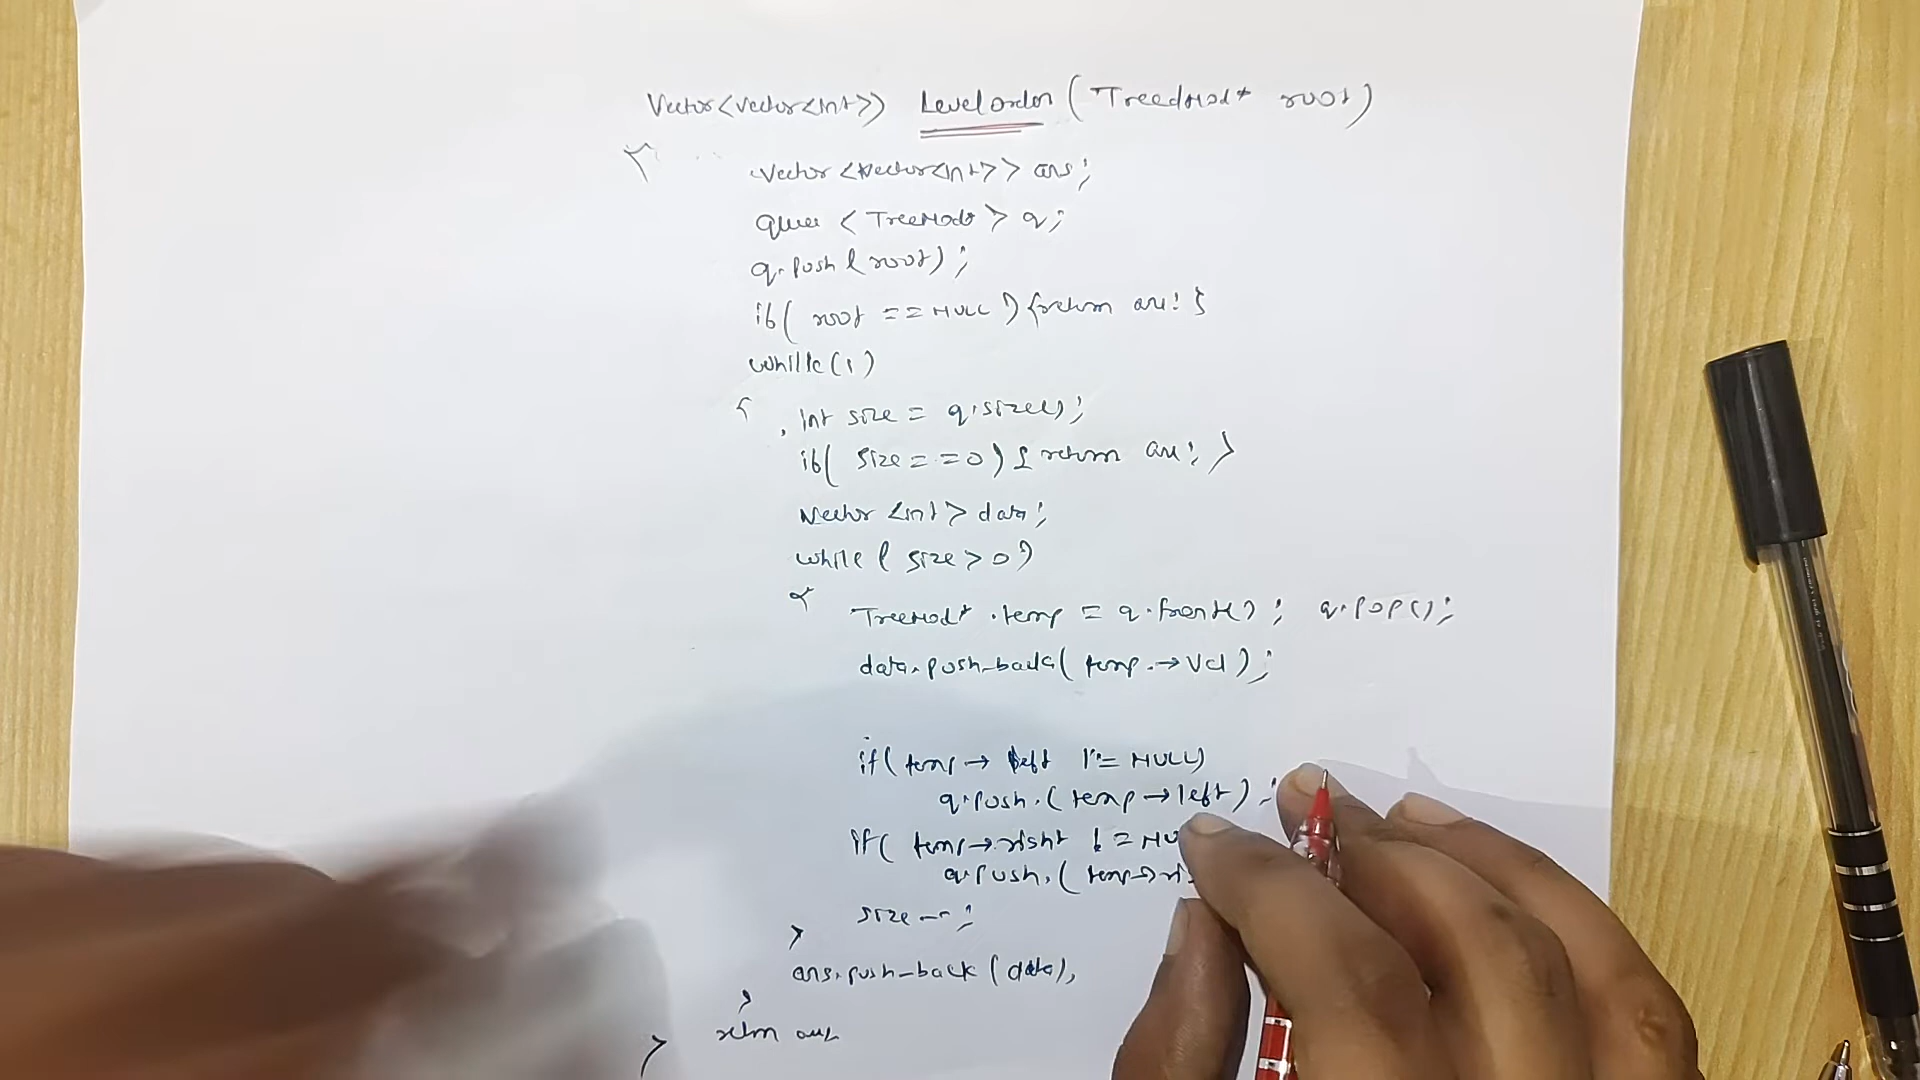 Vector<vector<int>> Levelorder (TreeNode* root)
{
vector<vector<int>> ans;
queue <TreeNode*> q;
q.push(root);
if( root == NULL ) {return ans; }
while(1)
{ int size = q.size();
if( size == 0) { return ans; }
vector <int> data;
while( size > 0)
{
TreeNode* temp = q.front(); q.pop();
data.push_back( temp->val );
if( temp-> left != NULL)
q.push.( temp->left);
if( temp->right != NU
q.push.( temp->ri
size--;
}
ans.push_back (data),
}
return ans;
}